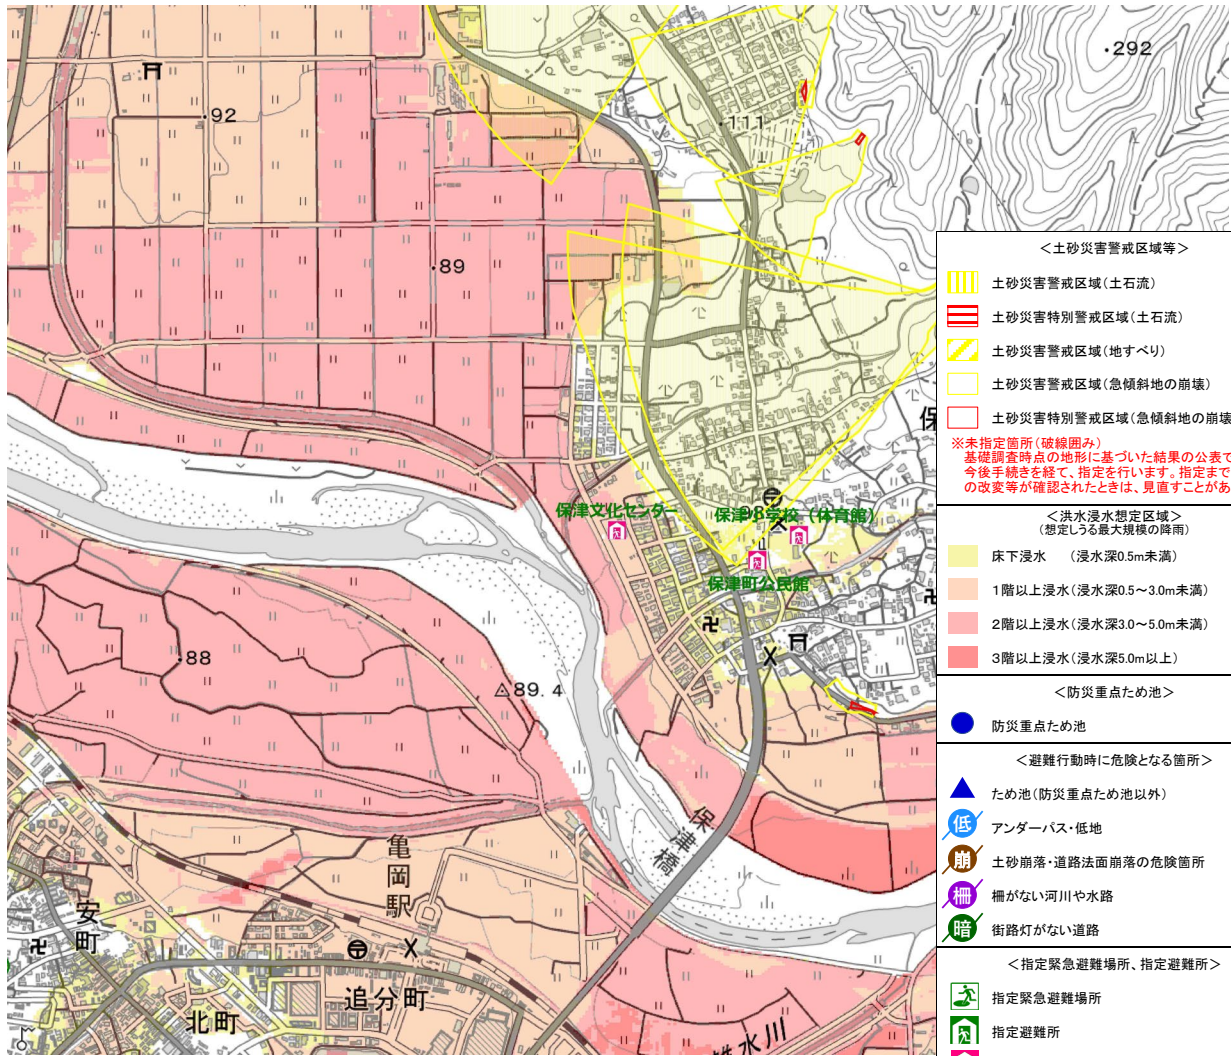 292
92
111
89
保津文化センター
保津小学校（体育館）
98
保津町公民館
保
卍
88
89.4
保津橋
亀岡駅
安町
卍
追分町
北町
＜土砂災害警戒区域等＞
土砂災害警戒区域（土石流）
土砂災害特別警戒区域（土石流）
土砂災害警戒区域（地すべり）
土砂災害警戒区域（急傾斜地の崩壊）
土砂災害特別警戒区域（急傾斜地の崩壊
※未指定箇所（破線囲み）
基礎調査時点の地形に基づいた結果の公表で
今後手続きを経て、指定を行います。指定まで
の改変等が確認されたときは、見直すことがあ
＜洪水浸水想定区域＞
（想定しうる最大規模の降雨）
床下浸水　（浸水深0.5m未満）
1階以上浸水（浸水深0.5～3.0m未満）
2階以上浸水（浸水深3.0～5.0m未満）
3階以上浸水（浸水深5.0m以上）
＜防災重点ため池＞
防災重点ため池
＜避難行動時に危険となる箇所＞
ため池（防災重点ため池以外）
低 アンダーパス・低地
崩 土砂崩落・道路法面崩落の危険箇所
柵 柵がない河川や水路
暗 街路灯がない道路
＜指定緊急避難場所、指定避難所＞
指定緊急避難場所
指定避難所